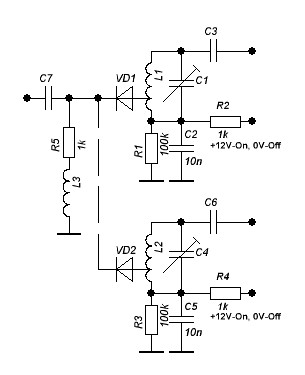 C3
C7
VD1
L1
C1
R2
R5
1k
C2
1k
+12V-On, 0V-Off
R1
100k
10n
L3
C6
VD2
L2
C4
R4
C5
1k
+12V-On, 0V-Off
R3
100k
10n